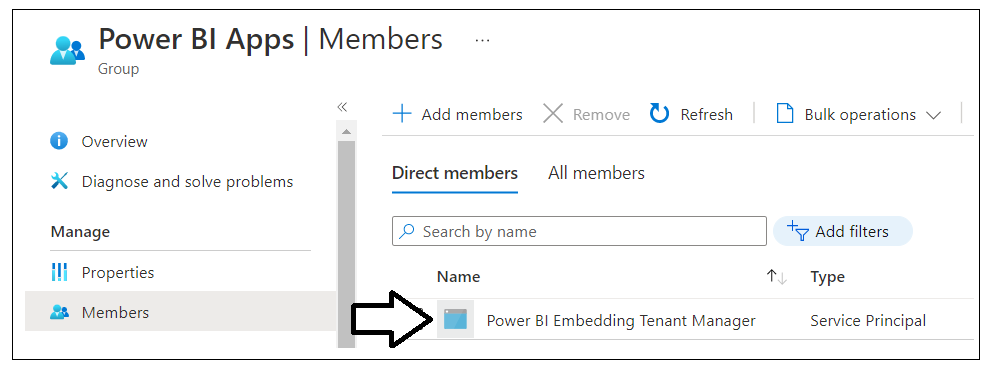 Power BI Apps | Members ...
Group
Add members Remove Refresh Bulk operations
Overview
Diagnose and solve problems
Direct members All members
Manage
Search by name Add filters
Properties
Name Type
Members
Power BI Embedding Tenant Manager Service Principal